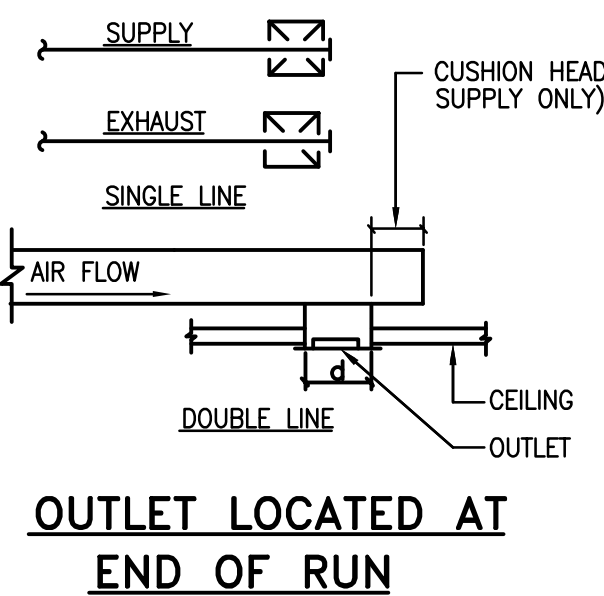 SUPPLY
CUSHION HEAD
SUPPLY ONLY)
EXHAUST
SINGLE LINE
AIR FLOW
d
CEILING
DOUBLE LINE
OUTLET
OUTLET LOCATED AT
END OF RUN